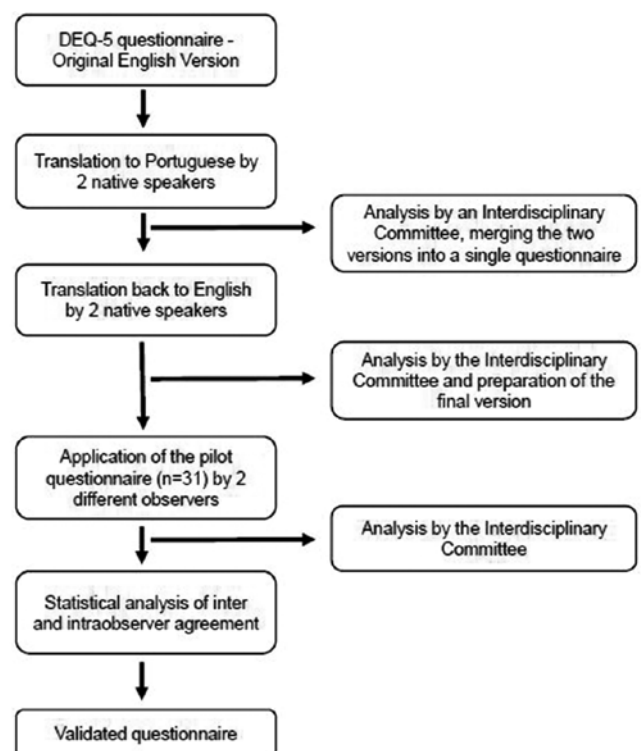 DEQ-5 questionnaire -
Original English Version
Translation to Portuguese by
2 native speakers
Analysis by an Interdisciplinary
Committee, merging the two
versions into a single questionnaire
Translation back to English
by 2 native speakers
Analysis by the Interdisciplinary
Committee and preparation of the
final version
Application of the pilot
questionnaire (n=31) by 2
different observers
Analysis by the Interdisciplinary
Committee
Statistical analysis of inter
and intraobserver agreement
Validated questionnaire